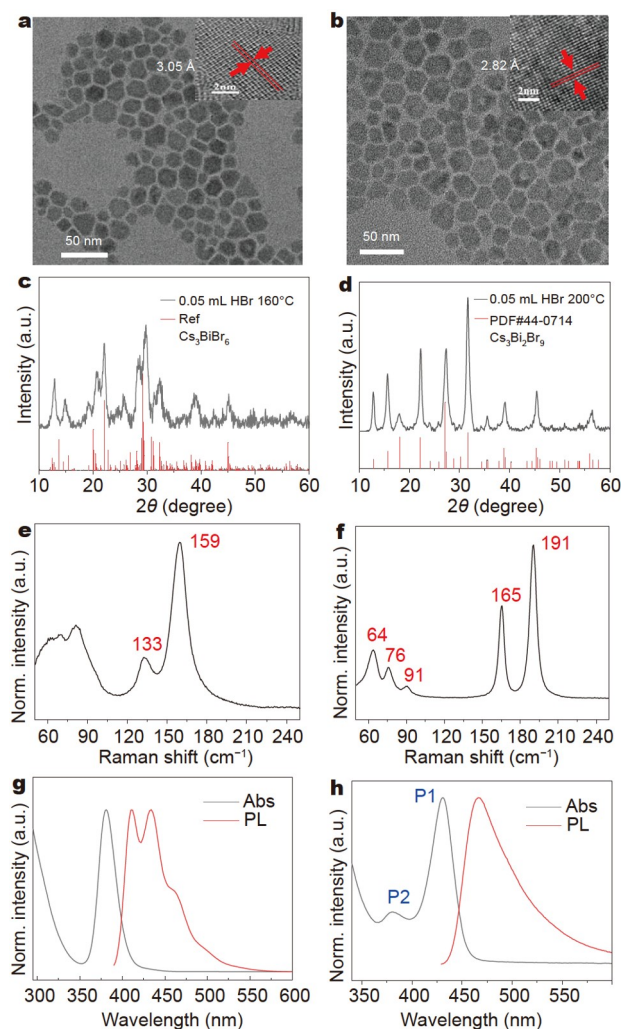 a
3.05 Å
2nm
50 nm
b
2.82 Å
2nm
50 nm
c
Intensity (a.u.)
0.05 mL HBr 160°C
Ref
Cs₃BiBr₆
10 20 30 40 50 60
2θ (degree)
d
Intensity (a.u.)
0.05 mL HBr 200°C
PDF#44-0714
Cs₃Bi₂Br₉
10 20 30 40 50 60
2θ (degree)
e
Norm. intensity (a.u.)
159
133
60 90 120 150 180 210 240
Raman shift (cm⁻¹)
f
Norm. intensity (a.u.)
191
165
64
76
91
60 90 120 150 180 210 240
Raman shift (cm⁻¹)
g
Norm. intensity (a.u.)
Abs
PL
300 350 400 450 500 550 600
Wavelength (nm)
h
Norm. intensity (a.u.)
P1
P2
Abs
PL
350 400 450 500 550
Wavelength (nm)